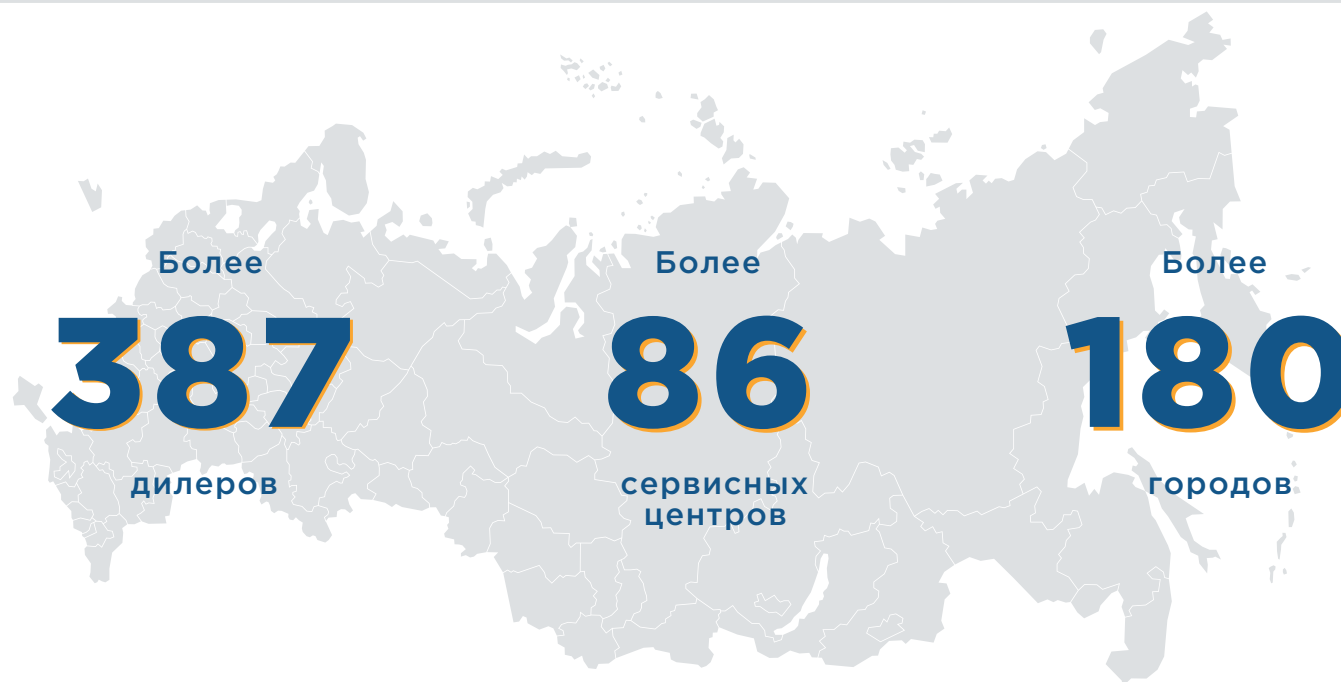 Более
387
дилеров
Более
86
сервисных
центров
Более
180
городов